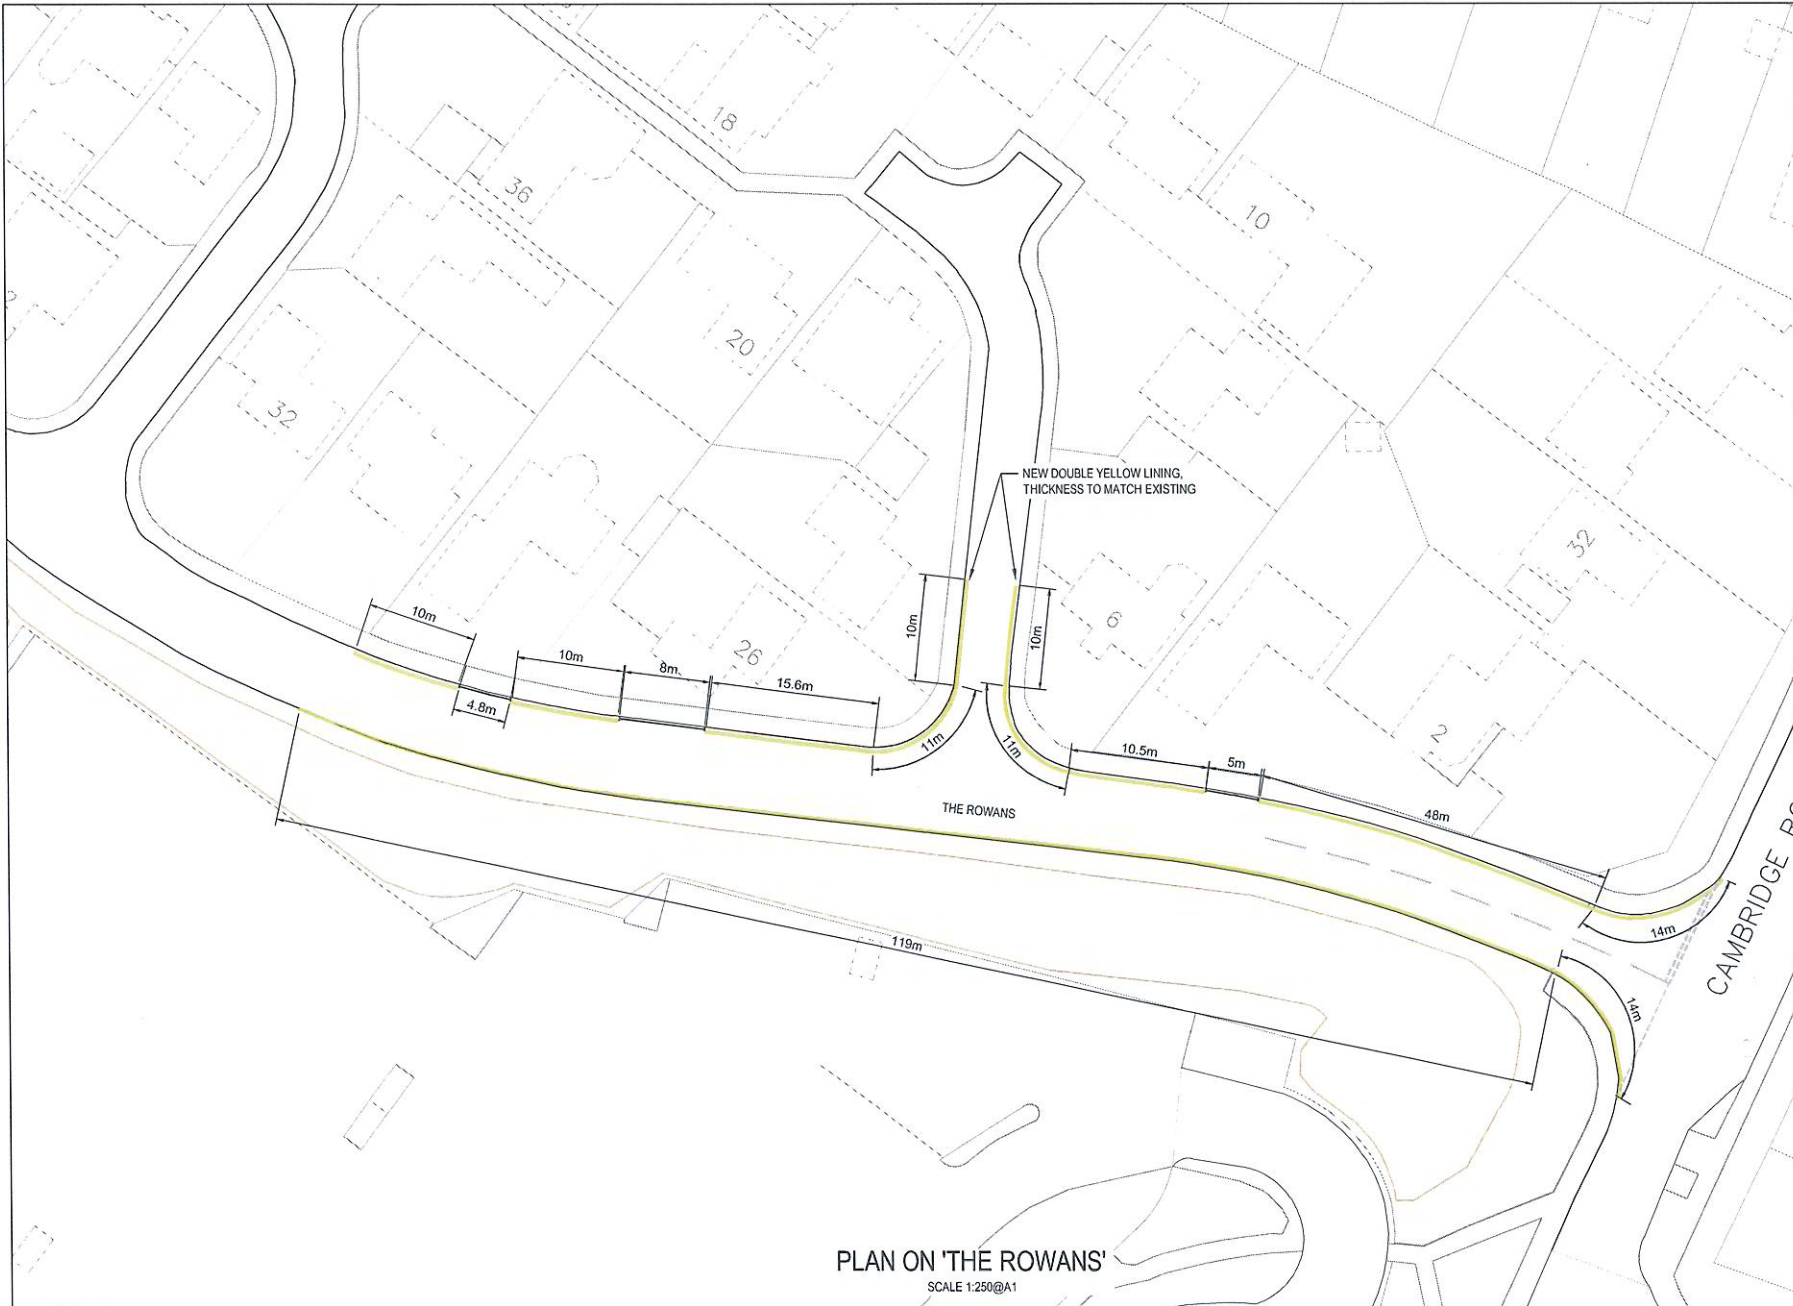 18
36
10
20
32
NEW DOUBLE YELLOW LINING,
THICKNESS TO MATCH EXISTING
32
10m
10m
8m
15.6m
4.8m
26
10m
10m
6
11m
11m
10.5m
5m
2
48m
THE ROWANS
14m
14m
119m
CAMBRIDGE
PLAN ON 'THE ROWANS'
SCALE 1:250@A1